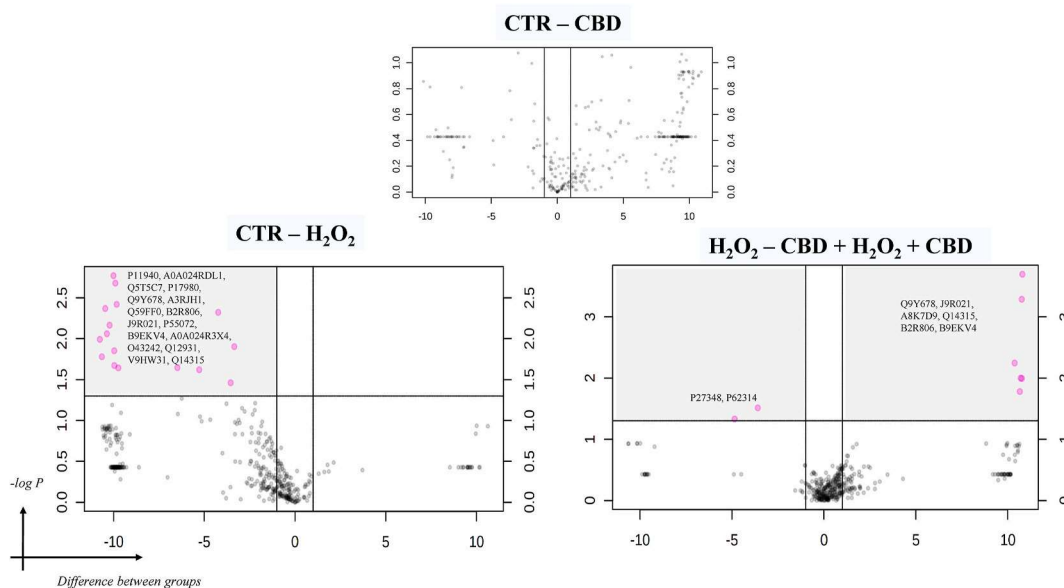 CTR – CBD
0.0 0.2 0.4 0.6 0.8 1.0
0.0 0.2 0.4 0.6 0.8 1.0
-10 -5 0 5 10
CTR – H₂O₂
P11940, A0A024RDL1,
Q5T5C7, P17980,
Q9Y678, A3RJH1,
Q59FF0, B2R806,
J9R021, P55072,
B9EKV4, A0A024R3X4,
O43242, Q12931,
V9HW31, Q14315
0.0 0.5 1.0 1.5 2.0 2.5
0.0 0.5 1.0 1.5 2.0 2.5
-10 -5 0 5 10
H₂O₂ – CBD + H₂O₂ + CBD
Q9Y678, J9R021,
A8K7D9, Q14315,
B2R806, B9EKV4
P27348, P62314
0 1 2 3
0 1 2 3
-10 -5 0 5 10
-log P
Difference between groups